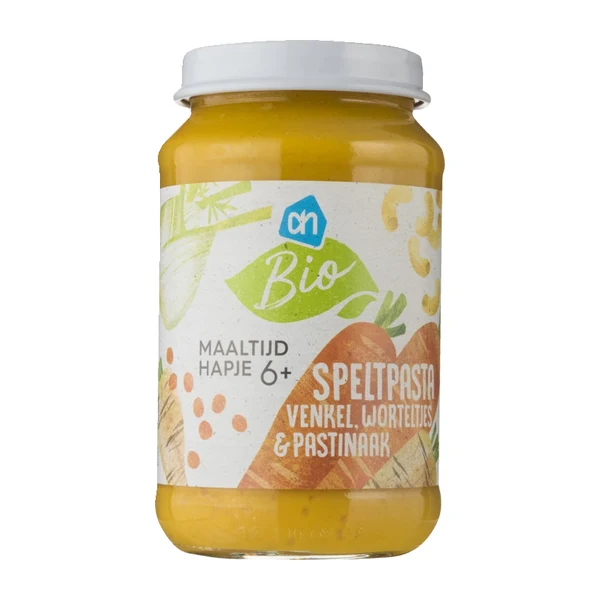 ah
Bio
MAALTIJD
HAPJE 6+
SPELTPASTA
VENKEL, WORTELTJES
& PASTINAAK